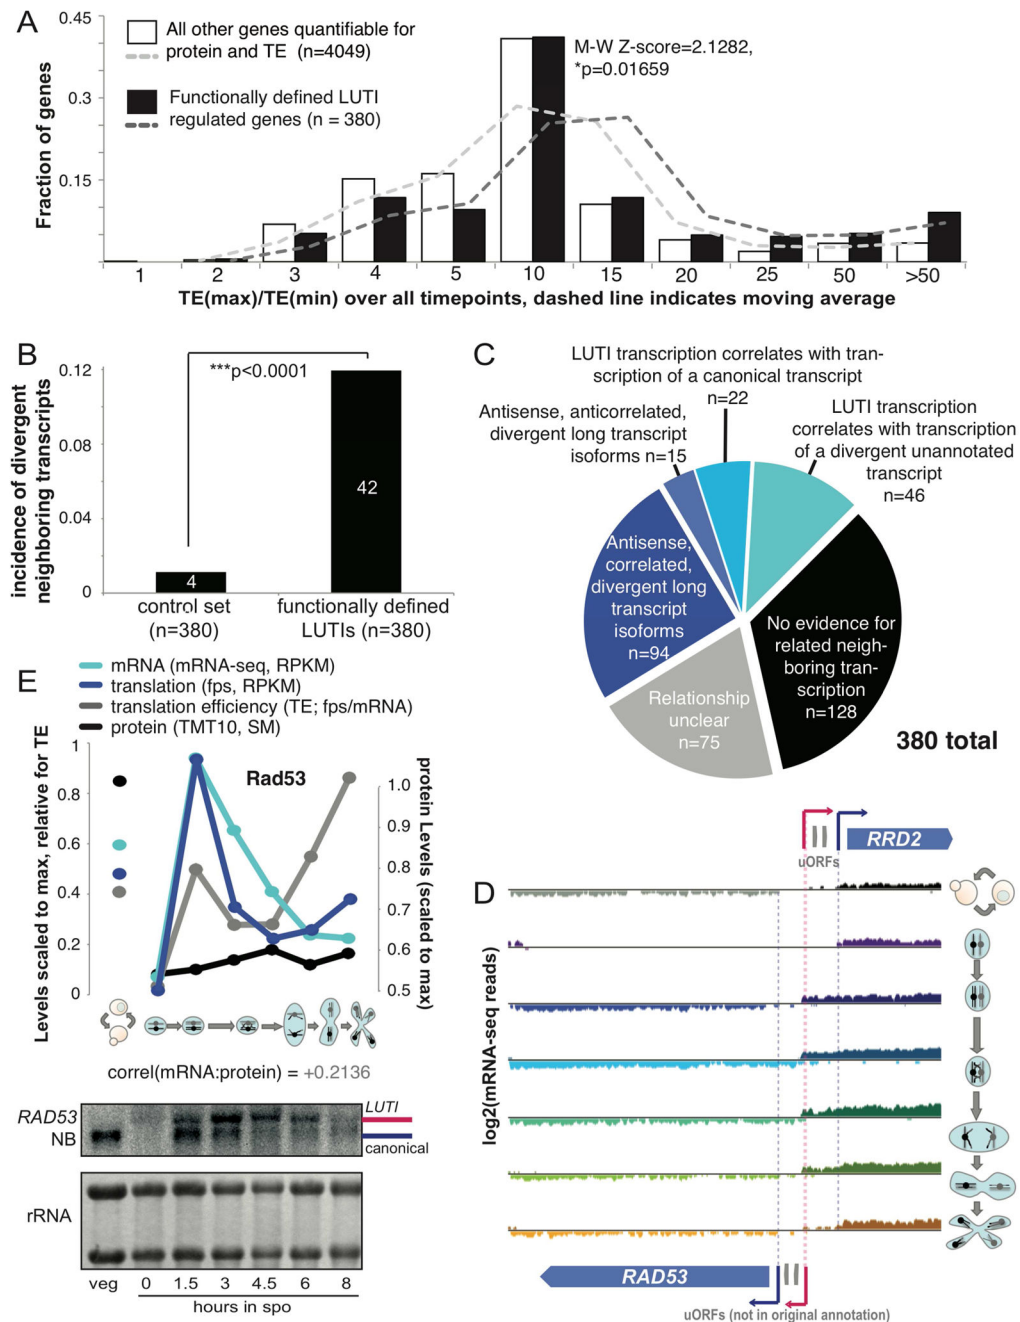 A
0.45
0.3
0.15
Fraction of genes
All other genes quantifiable for
protein and TE (n=4049)
Functionally defined LUTI
regulated genes (n = 380)
M-W Z-score=2.1282,
*p=0.01659
1 2 3 4 5 10 15 20 25 50 >50
TE(max)/TE(min) over all timepoints, dashed line indicates moving average
B
incidence of divergent
neighboring transcripts
0.12
0.08
0.04
0
***p<0.0001
4
42
control set
(n=380)
functionally defined
LUTIs (n=380)
C
LUTI transcription correlates with tran-
scription of a canonical transcript
n=22
Antisense, anticorrelated,
divergent long transcript
isoforms n=15
LUTI transcription
correlates with transcription
of a divergent unannotated
transcript
n=46
Antisense,
correlated,
divergent long
transcript
isoforms
n=94
No evidence for
related neigh-
boring tran-
scription
n=128
Relationship
unclear
n=75
380 total
E
mRNA (mRNA-seq, RPKM)
translation (fps, RPKM)
translation efficiency (TE; fps/mRNA)
protein (TMT10, SM)
Levels scaled to max, relative for TE
1
0.8
0.6
0.4
0.2
0
Rad53
1.0
0.9
0.8
0.7
0.6
0.5
protein Levels (scaled to max)
correl(mRNA:protein) = +0.2136
RAD53
NB
LUTI
canonical
rRNA
veg 0 1.5 3 4.5 6 8
hours in spo
D
log2(mRNA-seq reads)
uORFs
RRD2
RAD53
uORFs (not in original annotation)